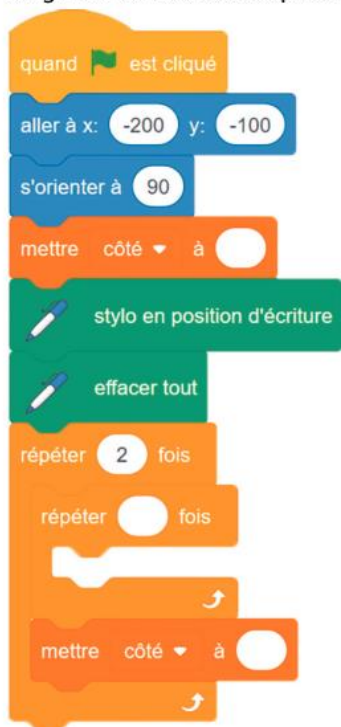 quand est cliqué
aller à x: -200 y: -100
s'orienter à 90
mettre côté à
stylo en position d'écriture
effacer tout
répéter 2 fois
répéter fois
mettre côté à